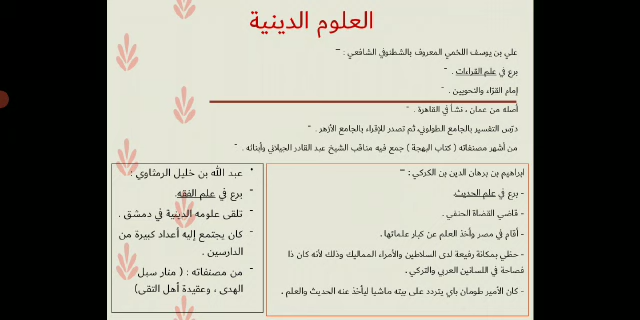 العلوم الدينية
علي بن يوسف اللخمي المعروف بالشطنوفي الشافعي : –
برع في علم القراءات . -
إمام القرّاء والنحويين . -
أصله من عمان ، نشأ في القاهرة . -
درّس التفسير بالجامع الطولوني، ثم تصدر للإقراء بالجامع الأزهر . -
من أشهر مصنفاته ( كتاب البهجة ) جمع فيه مناقب الشيخ عبد القادر الجيلاني وأبنائه . -
ابراهيم بن برهان الدين بن الكركي : –
- برع في علم الحديث.
- قاضي القضاة الحنفي .
- أقام في مصر وأخذ العلم عن كبار علمائها .
- حظي بمكانة رفيعة لدى السلاطين والأمراء المماليك وذلك لأنه كان ذا
فصاحة في اللسانين العربي والتركي .
- كان الأمير طومان باي يتردد على بيته ماشيا ليأخذ عنه الحديث والعلم .
• عبد الله بن خليل الرمثاوي :
- برع في علم الفقه.
- تلقى علومه الدينية في دمشق .
- كان يجتمع إليه أعداد كبيرة من
الدارسين .
- من مصنفاته : ( منار سبل
الهدى ، وعقيدة أهل التقى)